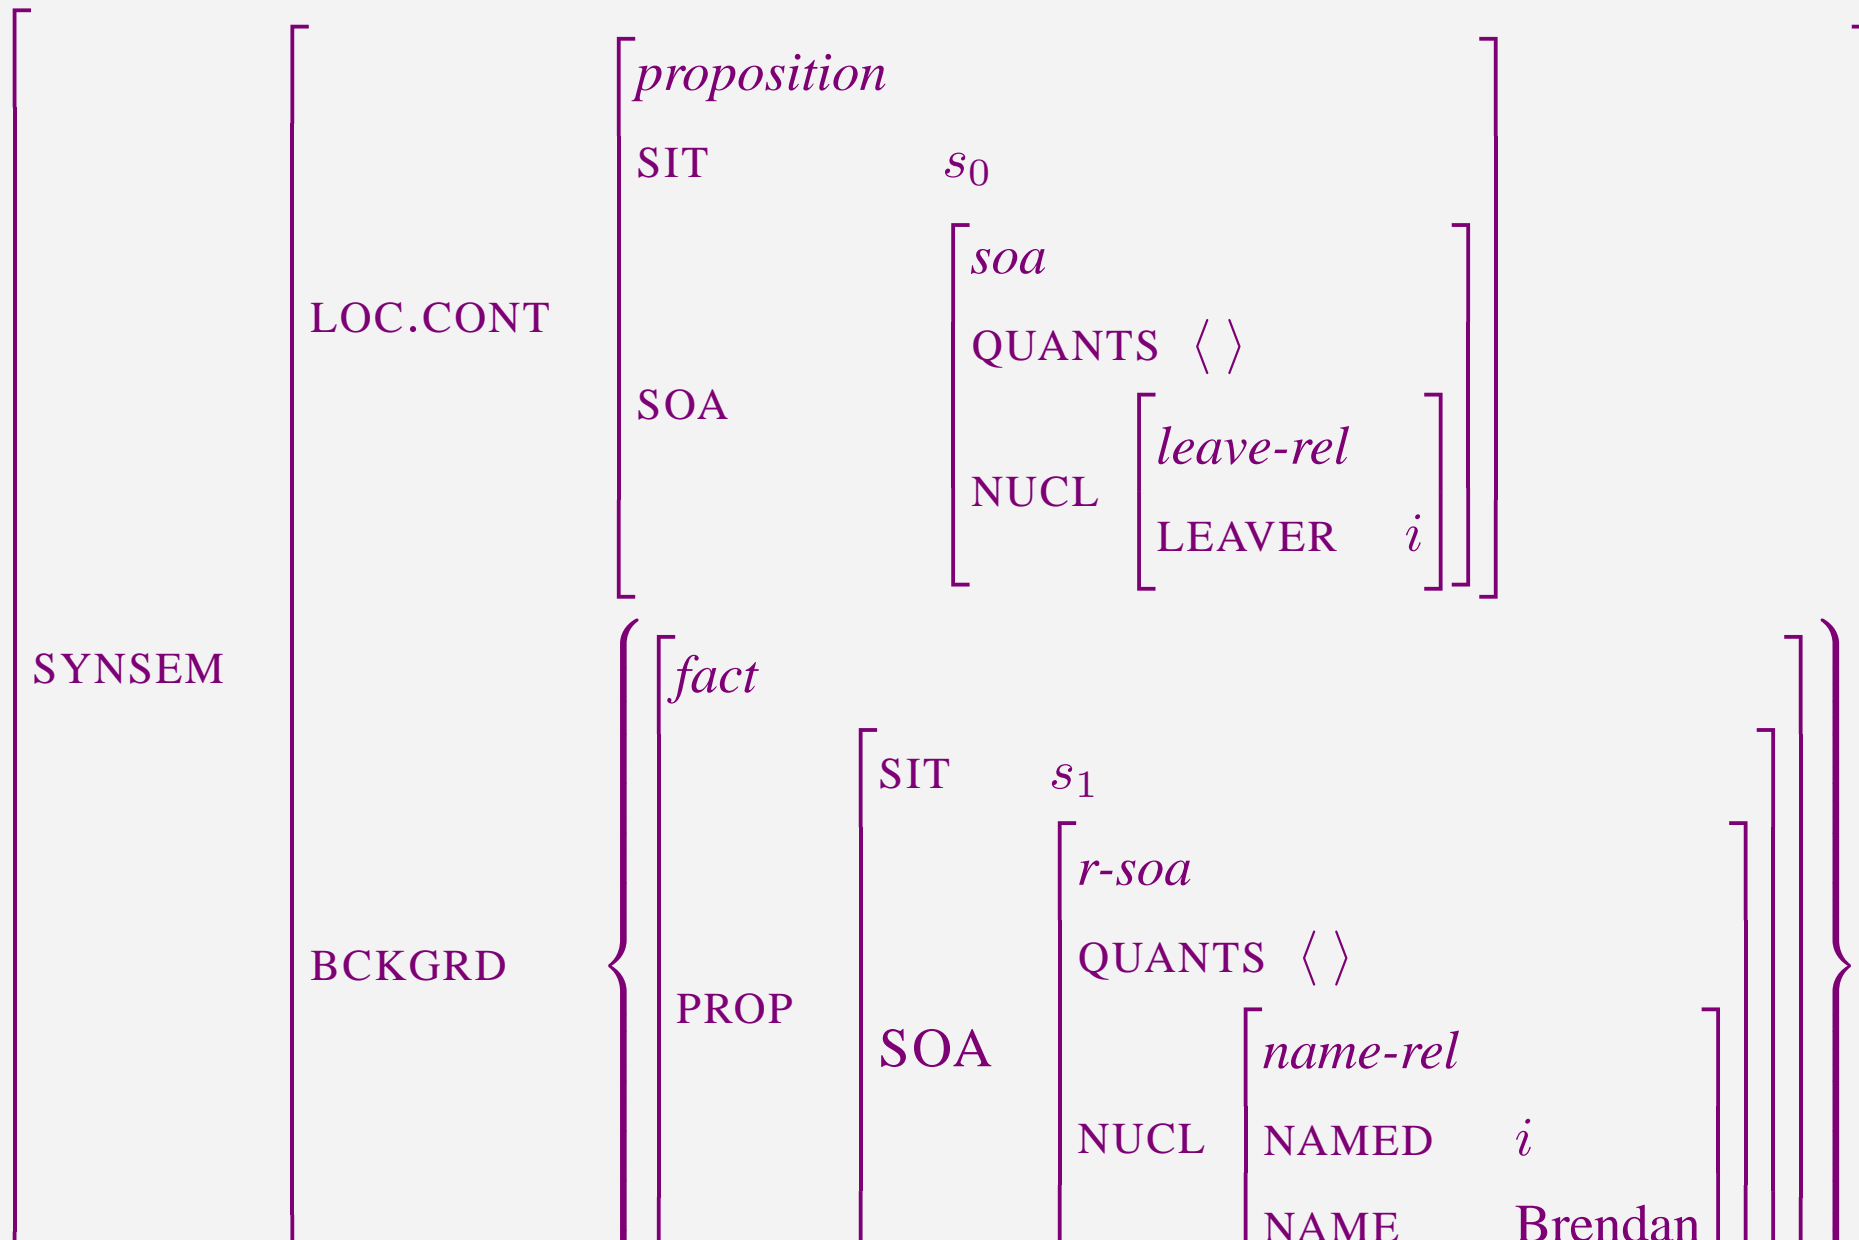 proposition
SIT s₀
soa
LOC.CONT
QUANTS ⟨ ⟩
SOA
leave-rel
NUCL
LEAVER i
SYNSEM
fact
SIT s₁
r-soa
BCKGRD
QUANTS ⟨ ⟩
PROP
SOA
name-rel
NUCL
NAMED i
NAME Brendan